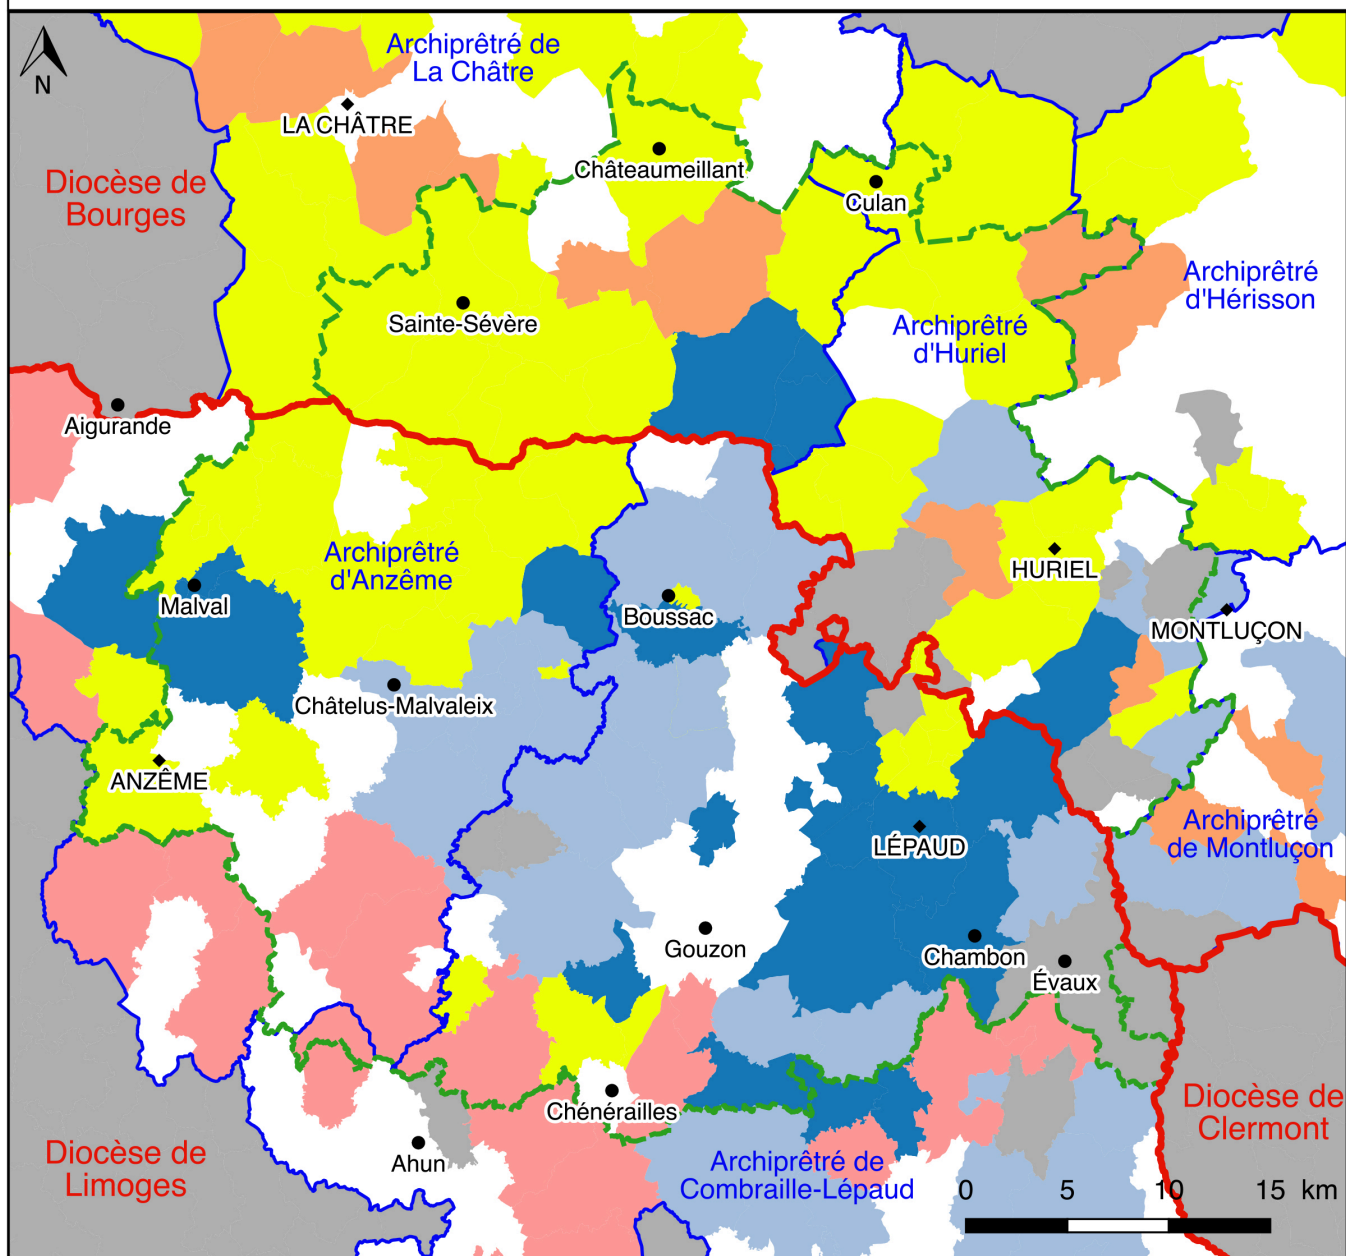 Archiprêtré de
La Châtre
N
LA CHÂTRE
Châteaumeillant
Diocèse de
Bourges
Culan
Archiprêtré
d'Hérisson
Sainte-Sévère
Archiprêtré
d'Huriel
Aigurande
Archiprêtré
d'Anzême
HURIEL
Malval
Boussac
MONTLUÇON
Châtelus-Malvaleix
ANZÊME
LÉPAUD
Archiprêtré
de Montluçon
Gouzon
Chambon
Évaux
Chénérailles
Diocèse de
Clermont
Ahun
Diocèse de
Limoges
Archiprêtré de
Combraille-Lépaud
0 5 10 15 km